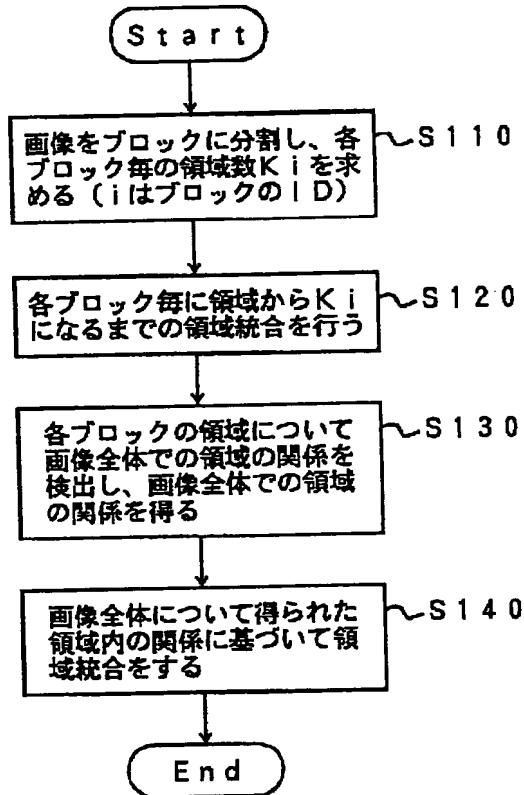 Start
画像をブロックに分割し、各 S110
ブロック毎の領域数Kiを求
める（iはブロックのID）
各ブロック毎に領域からKi S120
になるまでの領域統合を行う
各ブロックの領域について S130
画像全体での領域の関係を
検出し、画像全体での領域
の関係を得る
画像全体について得られた S140
領域内の関係に基づいて領
域統合をする
End